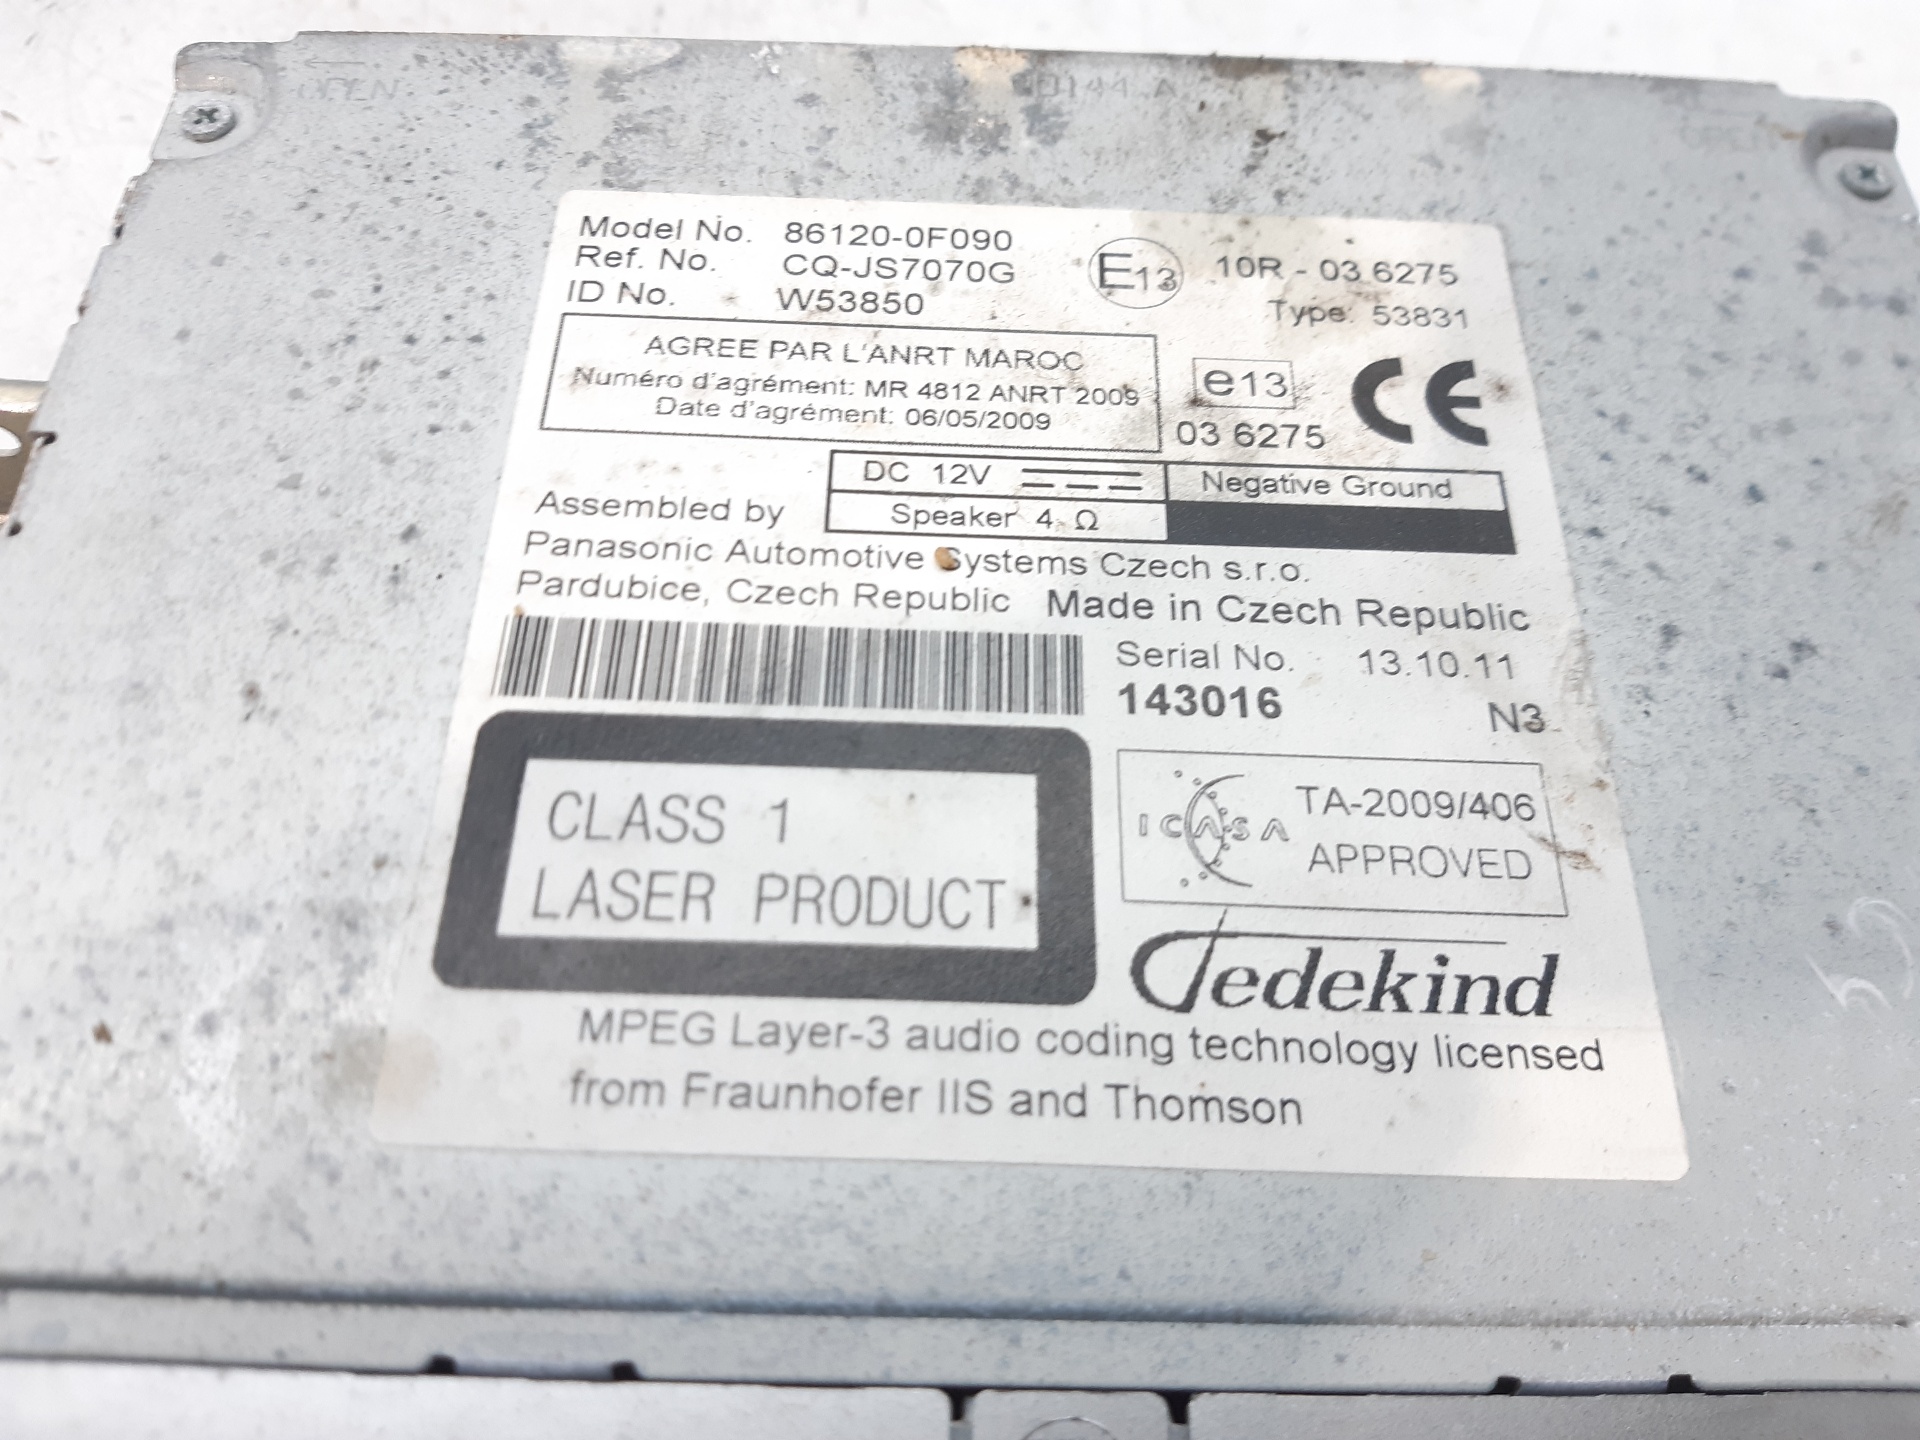 OPEN
Model No. 86120-0F090
Ref. No. CQ-JS7070G
ID No. W53850
E13 10R - 03 6275
Type: 53831
AGREE PAR L'ANRT MAROC
Numéro d'agrément: MR 4812 ANRT 2009
Date d'agrément: 06/05/2009
e13
03 6275
CE
DC 12V
Negative Ground
Speaker 4 Ω
Assembled by
Panasonic Automotive Systems Czech s.r.o.
Pardubice, Czech Republic Made in Czech Republic
Serial No. 13.10.11
143016 N3
CLASS 1
LASER PRODUCT
ICASA
TA-2009/406
APPROVED
Dedekind
MPEG Layer-3 audio coding technology licensed
from Fraunhofer IIS and Thomson